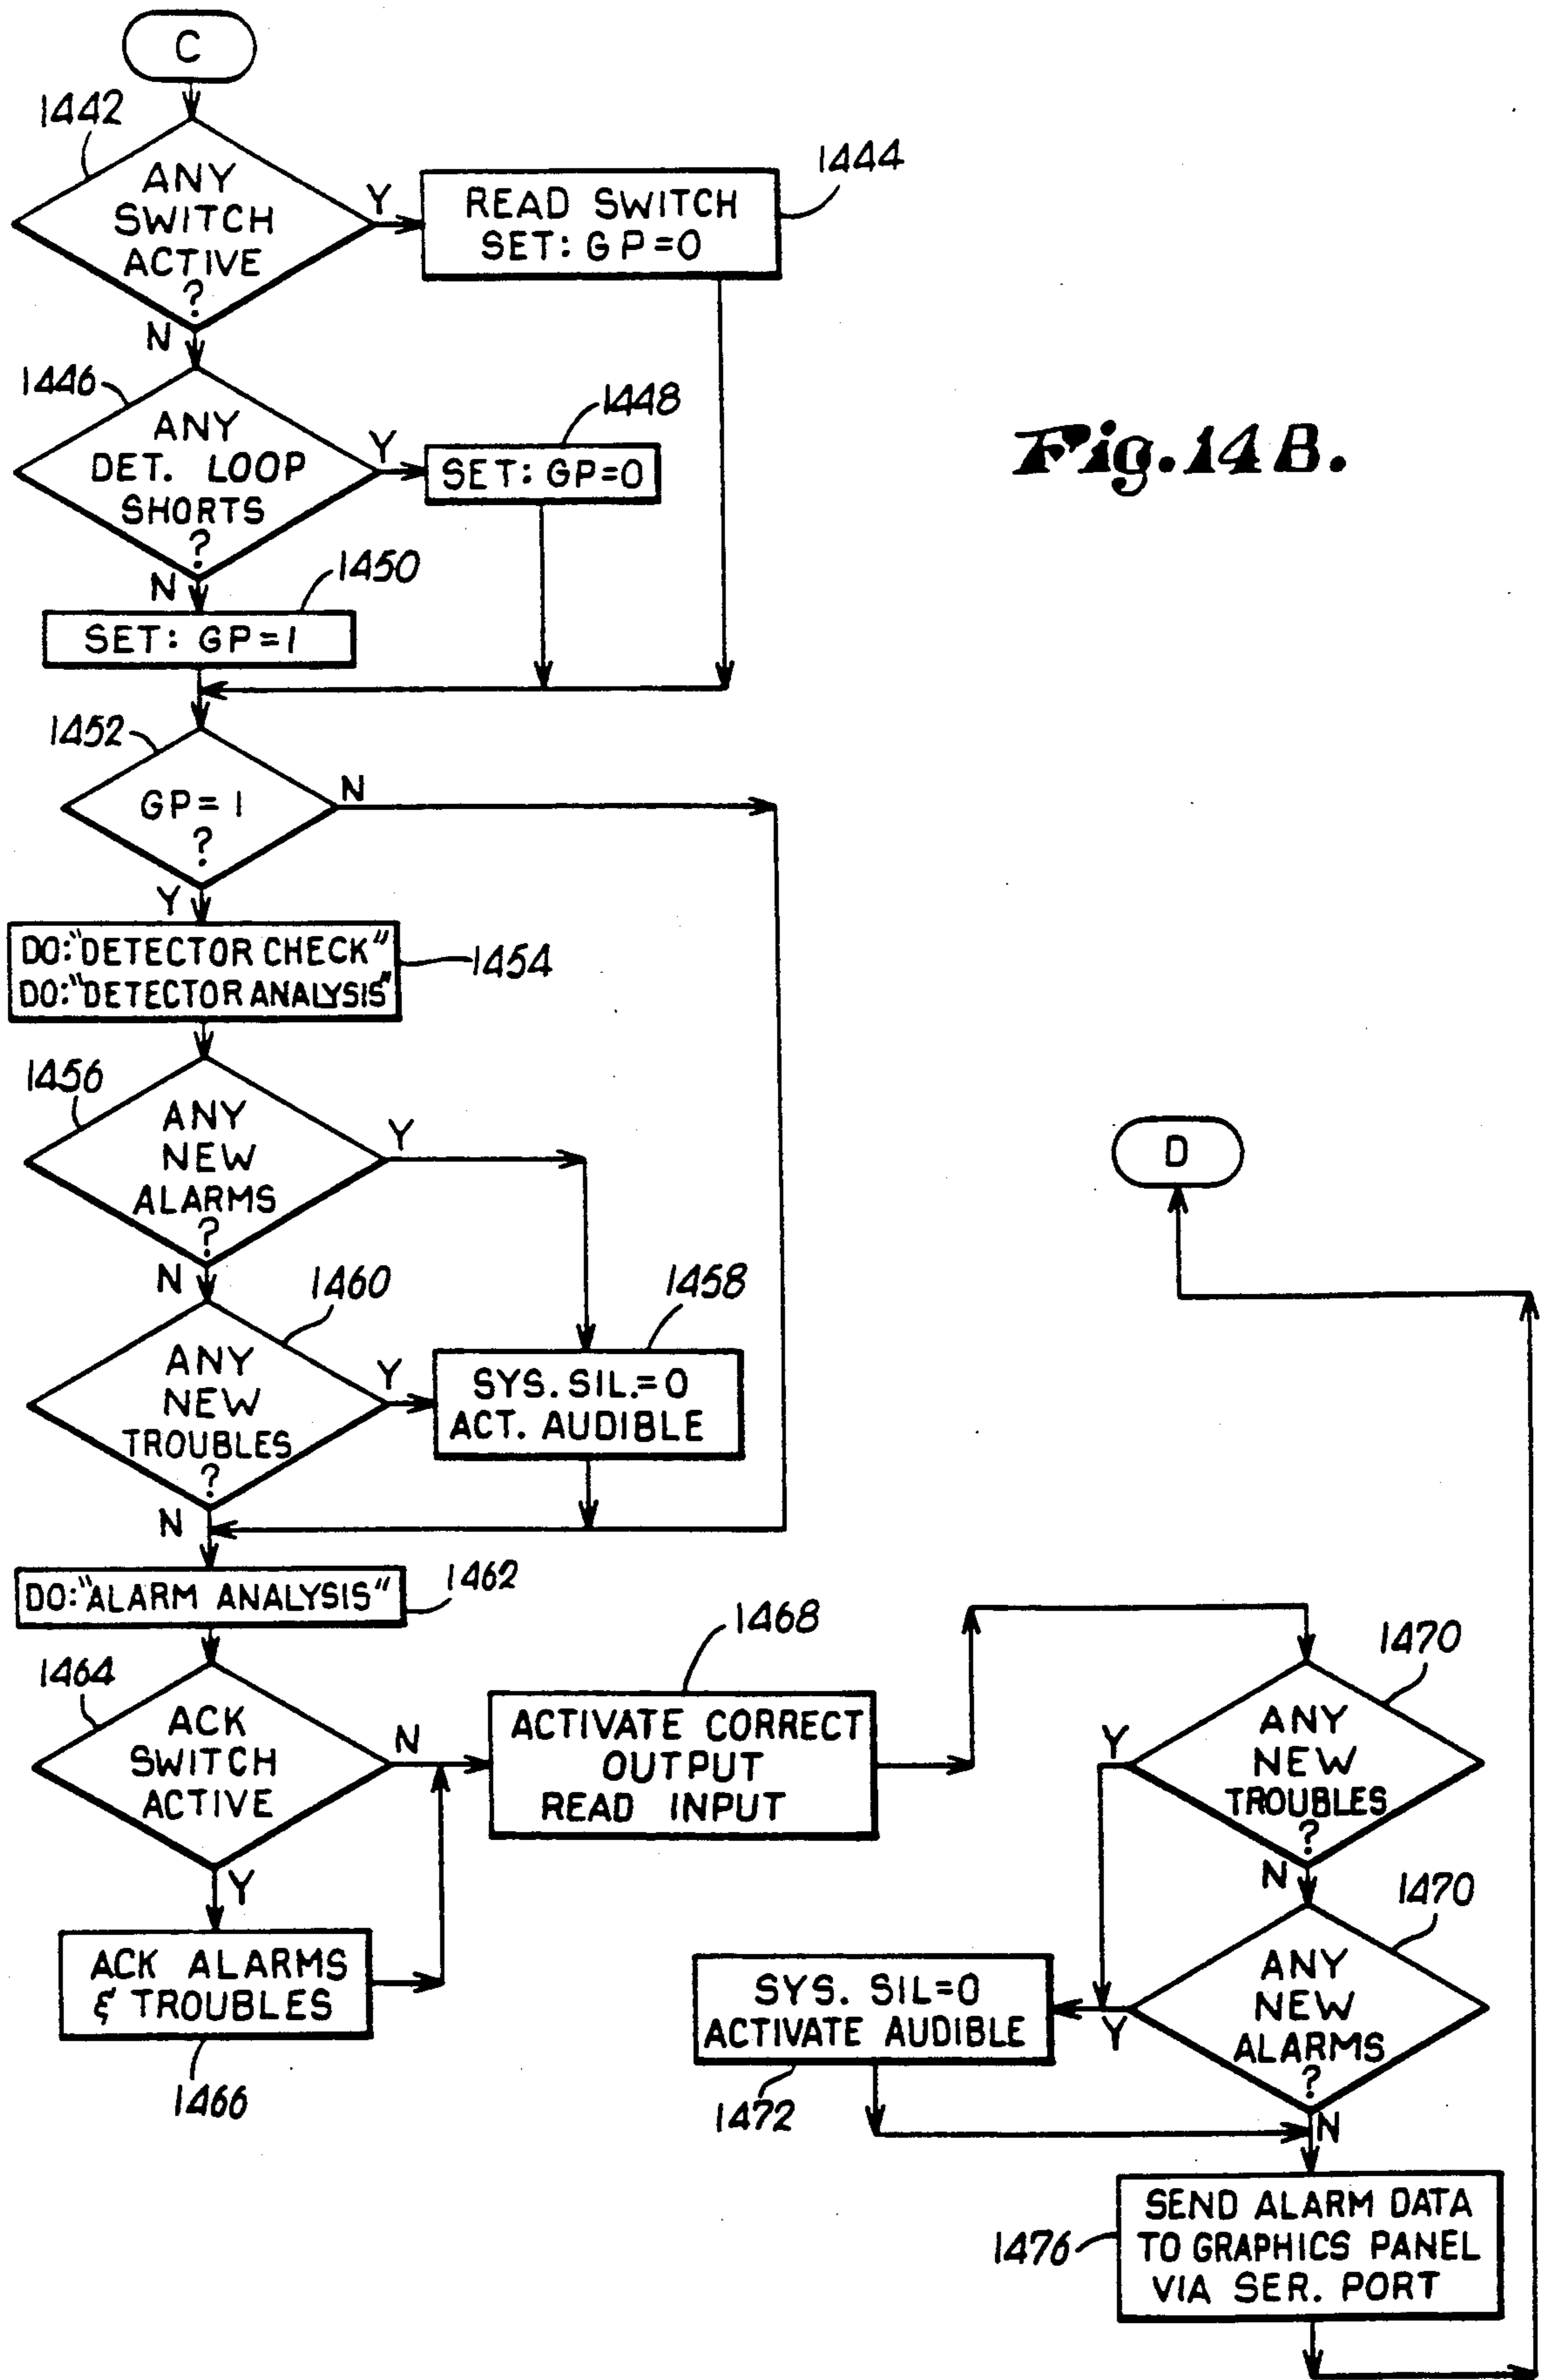 C
1442
ANY
SWITCH
ACTIVE
?
Y
N
READ SWITCH
SET: GP=0
1444
1446
ANY
DET. LOOP
SHORTS
?
Y
N
1448
SET: GP=0
Fig. 14B.
1450
SET: GP=1
1452
GP=1
?
N
Y
DO:"DETECTOR CHECK"
DO:"DETECTOR ANALYSIS"
1454
1456
ANY
NEW
ALARMS
?
Y
N
D
1460
ANY
NEW
TROUBLES
?
Y
N
1458
SYS. SIL.=0
ACT. AUDIBLE
DO:"ALARM ANALYSIS"
1462
1464
ACK
SWITCH
ACTIVE
N
Y
ACK ALARMS
& TROUBLES
1466
1468
ACTIVATE CORRECT
OUTPUT
READ INPUT
1470
ANY
NEW
TROUBLES
?
Y
N
1470
ANY
NEW
ALARMS
?
Y
N
SYS. SIL=0
ACTIVATE AUDIBLE
1472
SEND ALARM DATA
TO GRAPHICS PANEL
VIA SER. PORT
1476